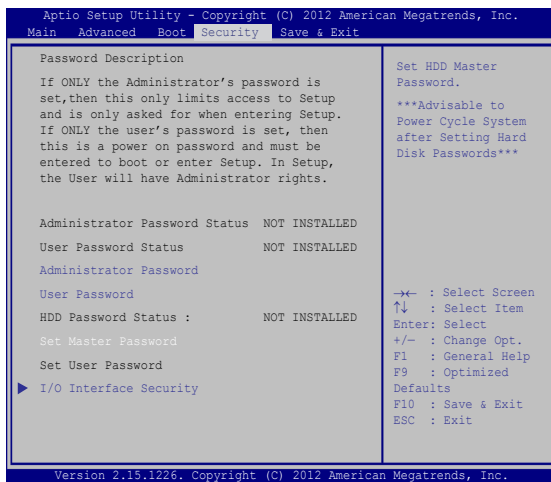 Aptio Setup Utility - Copyright (C) 2012 American Megatrends, Inc.
Main Advanced Boot Security Save & Exit
Password Description
If ONLY the Administrator's password is
set,then this only limits access to Setup
and is only asked for when entering Setup.
If ONLY the user's password is set, then
this is a power on password and must be
entered to boot or enter Setup. In Setup,
the User will have Administrator rights.
Administrator Password Status NOT INSTALLED
User Password Status NOT INSTALLED
Administrator Password
User Password
HDD Password Status : NOT INSTALLED
Set Master Password
Set User Password
I/O Interface Security
Set HDD Master
Password.
***Advisable to
Power Cycle System
after Setting Hard
Disk Passwords***
→← : Select Screen
↑↓ : Select Item
Enter: Select
+/— : Change Opt.
F1 : General Help
F9 : Optimized
Defaults
F10 : Save & Exit
ESC : Exit
Version 2.15.1226. Copyright (C) 2012 American Megatrends, Inc.